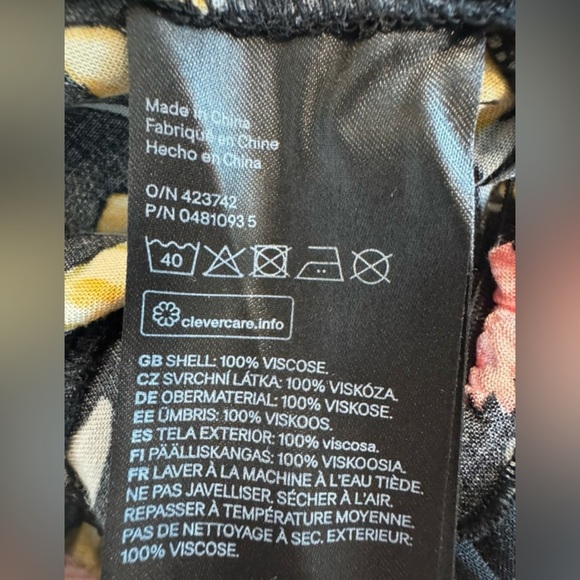 Made in China
Fabriqué en Chine
Hecho en China
O/N 423742
P/N 0481093 5
40
clevercare.info
GB SHELL: 100% VISCOSE.
CZ SVRCHNÍ LÁTKA: 100% VISKÓZA.
DE OBERMATERIAL: 100% VISKOSE.
EE ÜMBRIS: 100% VISKOOS.
ES TELA EXTERIOR: 100% viscosa.
FI PÄÄLLISKANGAS: 100% VISKOOSIA.
FR LAVER À LA MACHINE À L'EAU TIÈDE.
NE PAS JAVELLISER, SÉCHER À L'AIR.
REPASSER À TEMPÉRATURE MOYENNE.
PAS DE NETTOYAGE À SEC. EXTERIEUR:
100% VISCOSE.